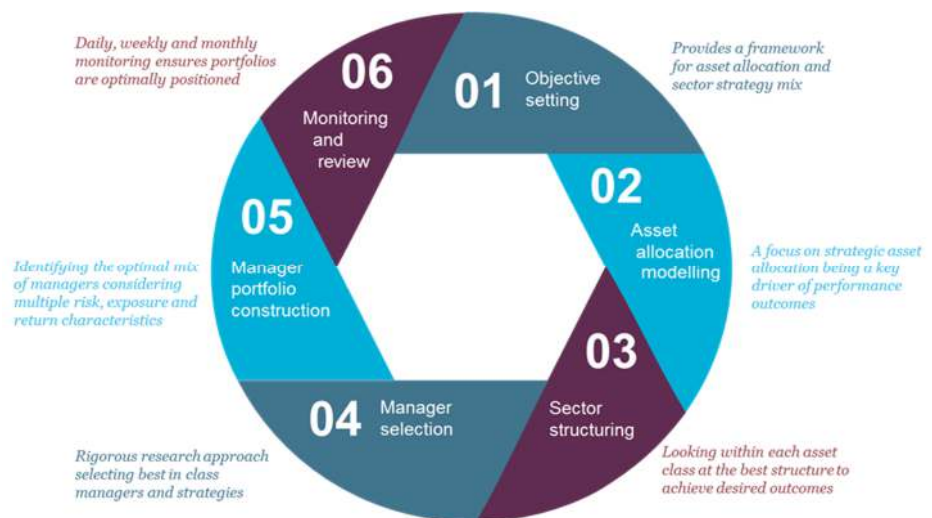 Daily, weekly and monthly
monitoring ensures portfolios
are optimally positioned
06
Monitoring
and
review
01
Objective
setting
Provides a framework
for asset allocation and
sector strategy mix
02
Asset
allocation
modelling
A focus on strategic asset
allocation being a key
driver of performance
outcomes
03
Sector
structuring
Looking within each asset
class at the best structure to
achieve desired outcomes
04
Manager
selection
Rigorous research approach
selecting best in class
managers and strategies
05
Manager
portfolio
construction
Identifying the optimal mix
of managers considering
multiple risk, exposure and
return characteristics